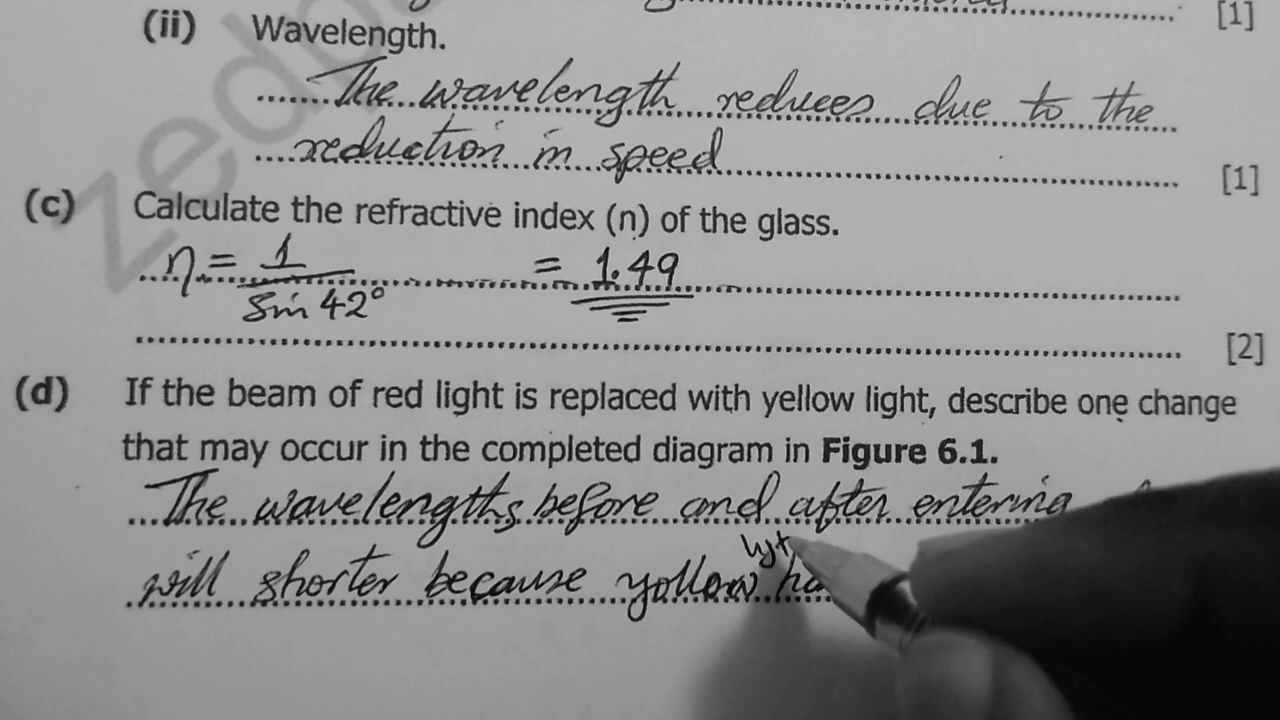 [1]
(ii) Wavelength.
The wavelength reduces due to the
reduction in speed [1]
(c) Calculate the refractive index (n) of the glass.
η = 1 / Sin 42° = 1.49
[2]
(d) If the beam of red light is replaced with yellow light, describe one change
that may occur in the completed diagram in Figure 6.1.
The wavelengths before and after entering
will shorter because yollow